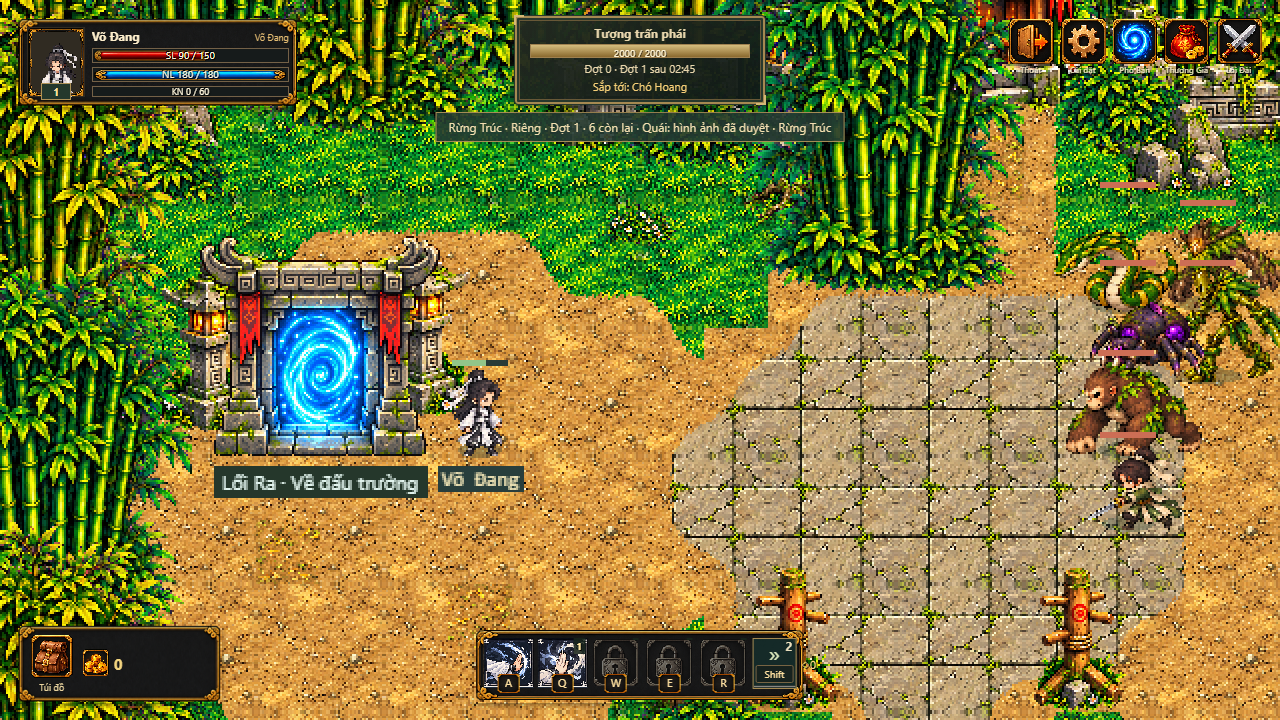 Võ Đang
Võ Đang
SL 90 / 150
NL 180 / 180
KN 0 / 60
1
Tượng trấn phái
2000 / 2000
Đợt 0 · Đợt 1 sau 02:45
Sắp tới: Chó Hoang
Rừng Trúc · Riêng · Đợt 1 · 6 còn lại · Quái: hình ảnh đã duyệt · Rừng Trúc
Lối Ra - Về đấu trường
Võ Đang
0
Túi đồ
A
1
Q
W
E
R
2
»
Shift